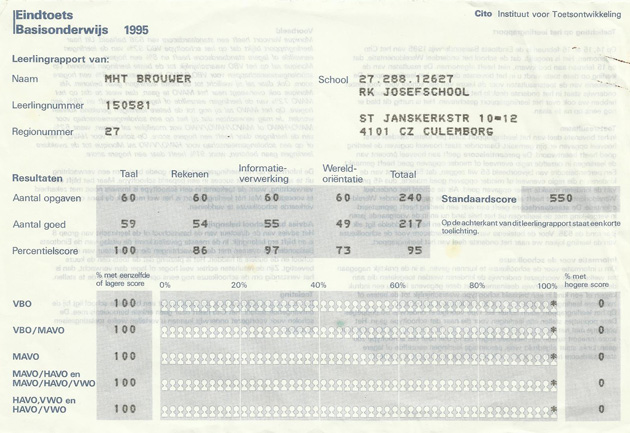 Eindtoets
Basisonderwijs 1995
Cito Instituut voor Toetsontwikkeling
Leerlingrapport van:
Naam MHT BROUWER
School 27.288.12627
RK JOSEFSCHOOL
Leerlingnummer 150581
ST JANSKERKSTR 10=12
Regionummer 27
4101 CZ CULEMBORG
Resultaten Taal Rekenen Informatie-verwerking Wereld-oriëntatie Totaal
Aantal opgaven 60 60 60 60 240 Standaardscore 550
Aantal goed 59 54 55 49 217 Op de achterkant van dit leerlingrapport staat een korte toelichting.
Percentielscore 100 86 97 73 95
% met eenzelfde of lagere score 0% 20% 40% 60% 80% 100% % met hogere score
VBO 100 * 0
VBO/MAVO 100 * 0
MAVO 100 * 0
MAVO/HAVO en MAVO/HAVO/VWO 100 * 0
HAVO,VWO en HAVO/VWO 100 * 0